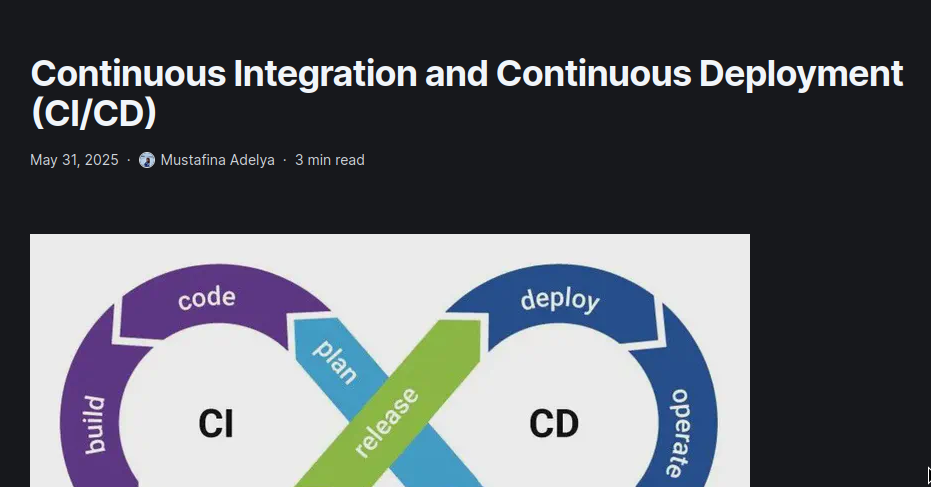 Continuous Integration and Continuous Deployment
(CI/CD)
May 31, 2025 · Mustafina Adelya · 3 min read
code
deploy
plan
release
build
CI
CD
operate